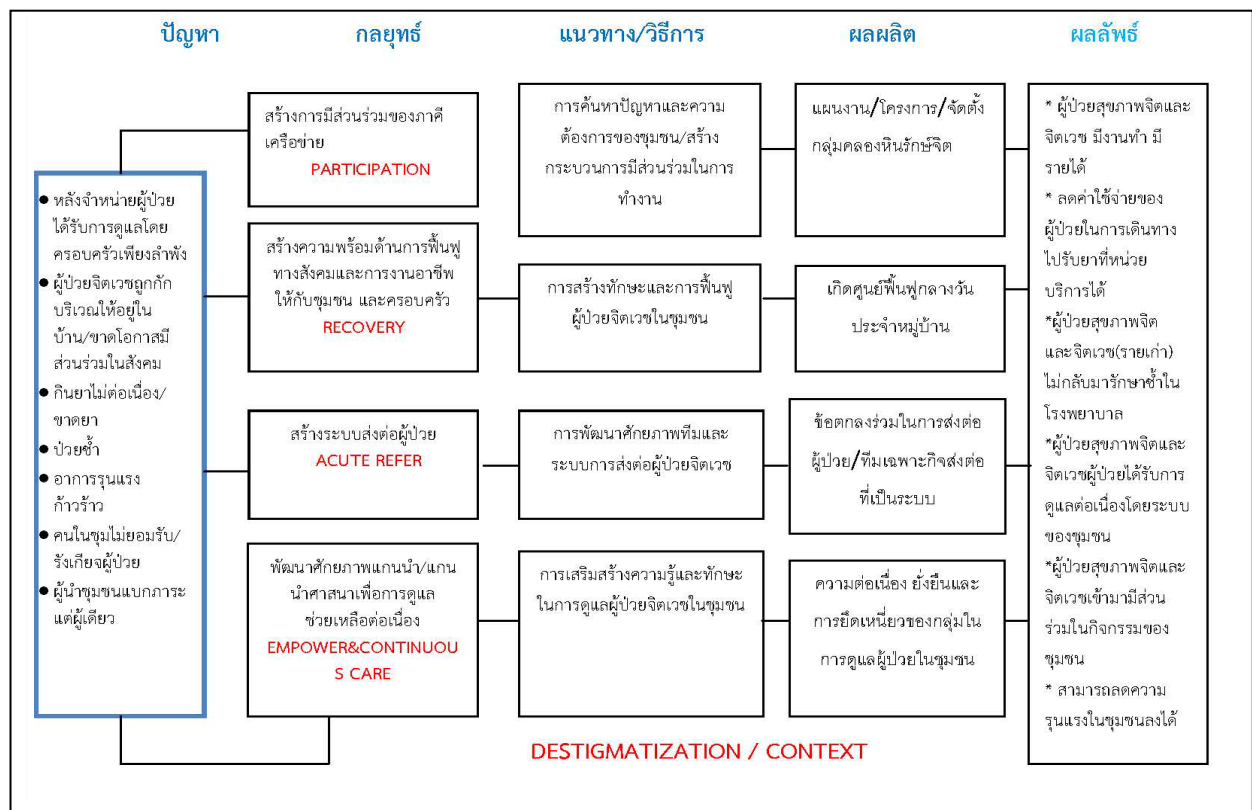 ปัญหา
กลยุทธ์
แนวทาง/วิธีการ
ผลผลิต
ผลลัพธ์
● หลังจำหน่ายผู้ป่วย
ได้รับการดูแลโดย
ครอบครัวเพียงลำพัง
● ผู้ป่วยจิตเวชถูกกัก
บริเวณให้อยู่ใน
บ้าน/ขาดโอกาสมี
ส่วนร่วมในสังคม
● กินยาไม่ต่อเนื่อง/
ขาดยา
● ป่วยซ้ำ
● อาการรุนแรง
ก้าวร้าว
● คนในชุมไม่ยอมรับ/
รังเกียจผู้ป่วย
● ผู้นำชุมชนแบกภาระ
แต่ผู้เดียว
สร้างการมีส่วนร่วมของภาคี
เครือข่าย
PARTICIPATION
สร้างความพร้อมด้านการฟื้นฟู
ทางสังคมและการงานอาชีพ
ให้กับชุมชน และครอบครัว
RECOVERY
สร้างระบบส่งต่อผู้ป่วย
ACUTE REFER
พัฒนาศักยภาพแกนนำ/แกน
นำศาสนาเพื่อการดูแล
ช่วยเหลือต่อเนื่อง
EMPOWER&CONTINUOU
S CARE
การค้นหาปัญหาและความ
ต้องการของชุมชน/สร้าง
กระบวนการมีส่วนร่วมในการ
ทำงาน
การสร้างทักษะและการฟื้นฟู
ผู้ป่วยจิตเวชในชุมชน
การพัฒนาศักยภาพทีมและ
ระบบการส่งต่อผู้ป่วยจิตเวช
การเสริมสร้างความรู้และทักษะ
ในการดูแลผู้ป่วยจิตเวชในชุมชน
แผนงาน/โครงการ/จัดตั้ง
กลุ่มคลองหินรักษ์จิต
เกิดศูนย์ฟื้นฟูกลางวัน
ประจำหมู่บ้าน
ข้อตกลงร่วมในการส่งต่อ
ผู้ป่วย/ทีมเฉพาะกิจส่งต่อ
ที่เป็นระบบ
ความต่อเนื่อง ยั่งยืนและ
การยึดเหนี่ยวของกลุ่มใน
การดูแลผู้ป่วยในชุมชน
* ผู้ป่วยสุขภาพจิตและ
จิตเวช มีงานทำ มี
รายได้
* ลดค่าใช้จ่ายของ
ผู้ป่วยในการเดินทาง
ไปรับยาที่หน่วย
บริการได้
*ผู้ป่วยสุขภาพจิต
และจิตเวช(รายเก่า)
ไม่กลับมารักษาซ้ำใน
โรงพยาบาล
*ผู้ป่วยสุขภาพจิตและ
จิตเวชผู้ป่วยได้รับการ
ดูแลต่อเนื่องโดยระบบ
ของชุมชน
*ผู้ป่วยสุขภาพจิตและ
จิตเวชเข้ามามีส่วน
ร่วมในกิจกรรมของ
ชุมชน
* สามารถลดความ
รุนแรงในชุมชนลงได้
DESTIGMATIZATION / CONTEXT